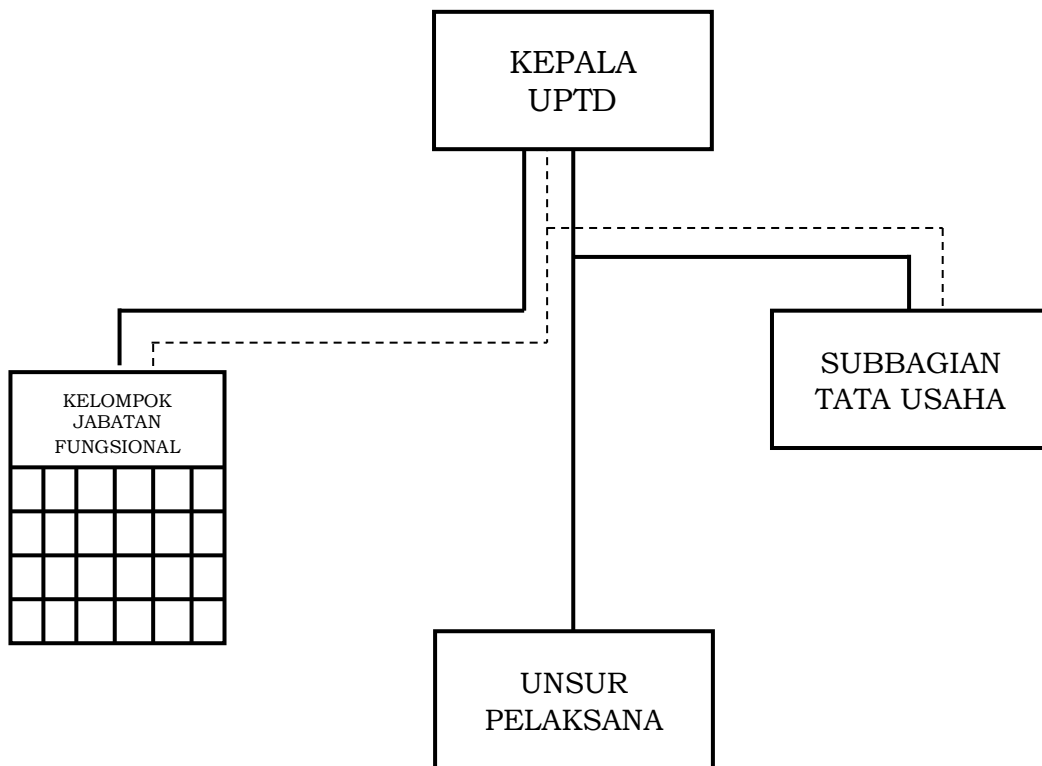 KEPALA
UPTD
SUBBAGIAN
TATA USAHA
KELOMPOK
JABATAN
FUNGSIONAL
UNSUR
PELAKSANA